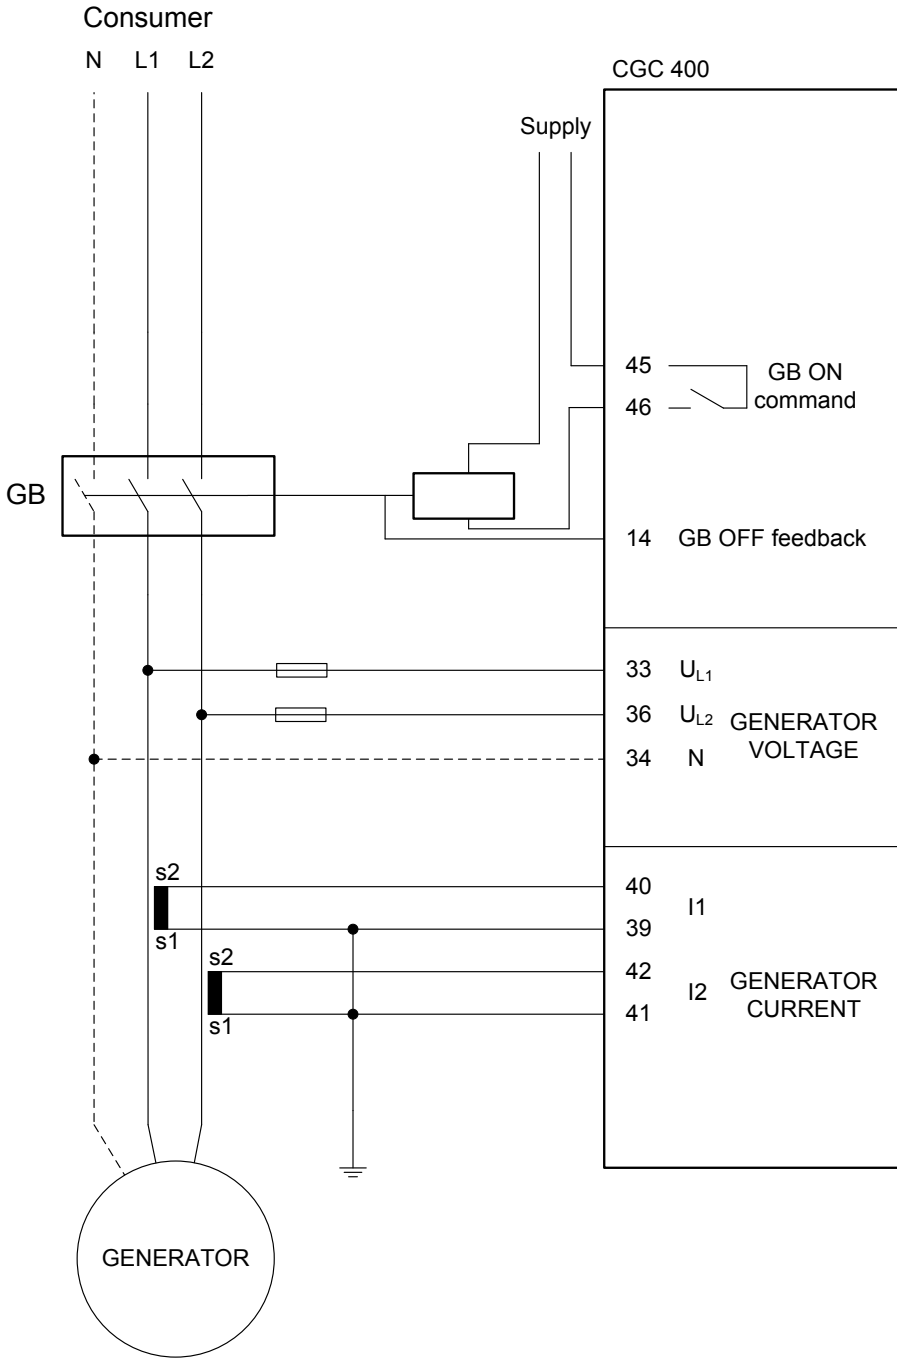 Consumer
N L1 L2
CGC 400
Supply
45
GB ON
46
command
GB
14 GB OFF feedback
33 UL1
36 UL2
GENERATOR
VOLTAGE
34 N
s2
40
I1
s1
39
s2
42
I2
GENERATOR
CURRENT
s1
41
GENERATOR